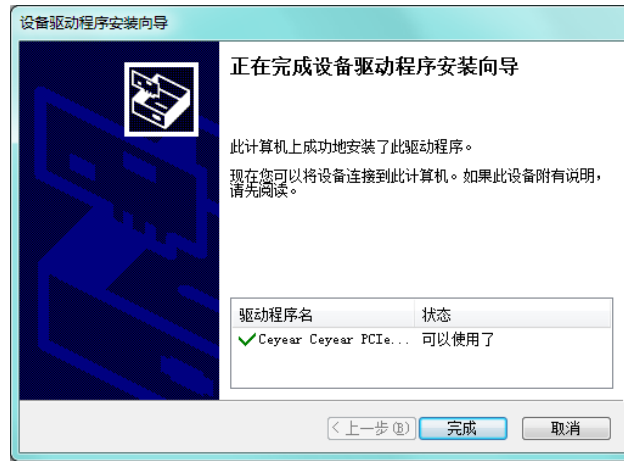 设备驱动程序安装向导
正在完成设备驱动程序安装向导
此计算机上成功地安装了此驱动程序。
现在您可以将设备连接到此计算机。如果此设备附有说明，
请先阅读。
驱动程序名 状态
Ceyear Ceyear PCIe... 可以使用了
<上一步(B) 完成 取消